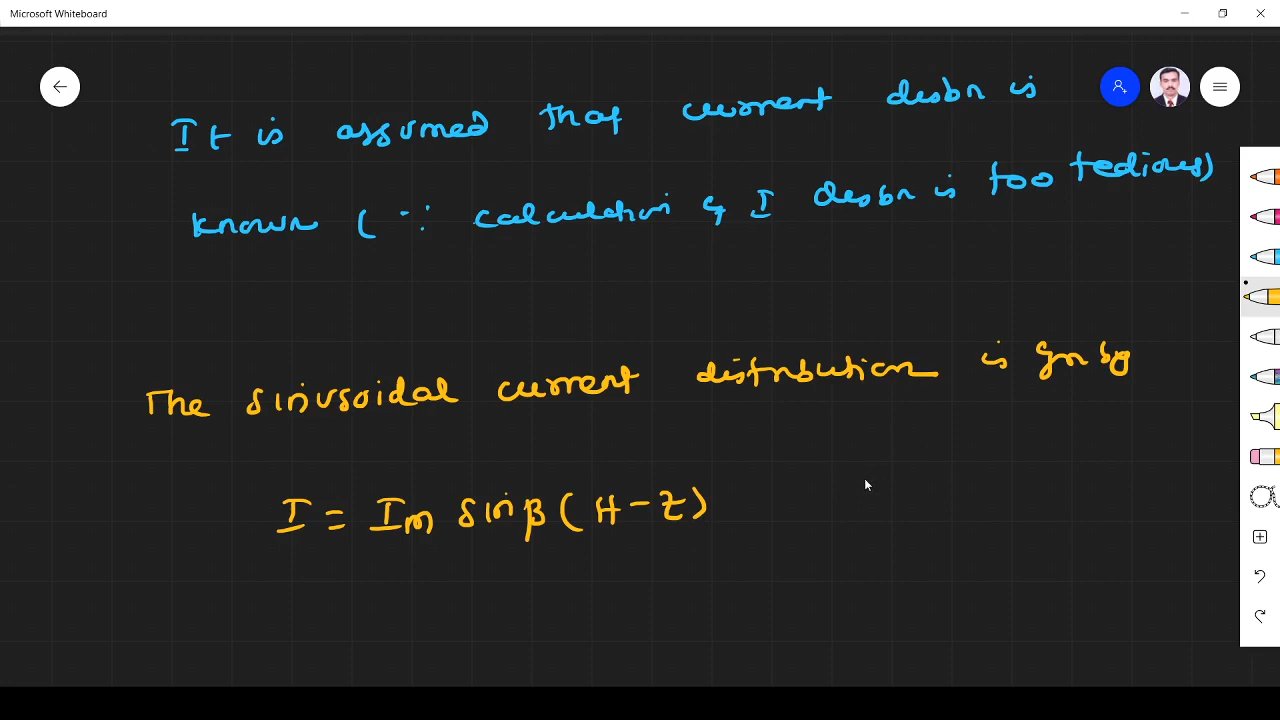 Microsoft Whiteboard
It is assumed that current desbn is
known ( ∵ calculation of I desbn is too tedious)
The sinusoidal current distribution is gn by
I = Im sin β ( H - Z )